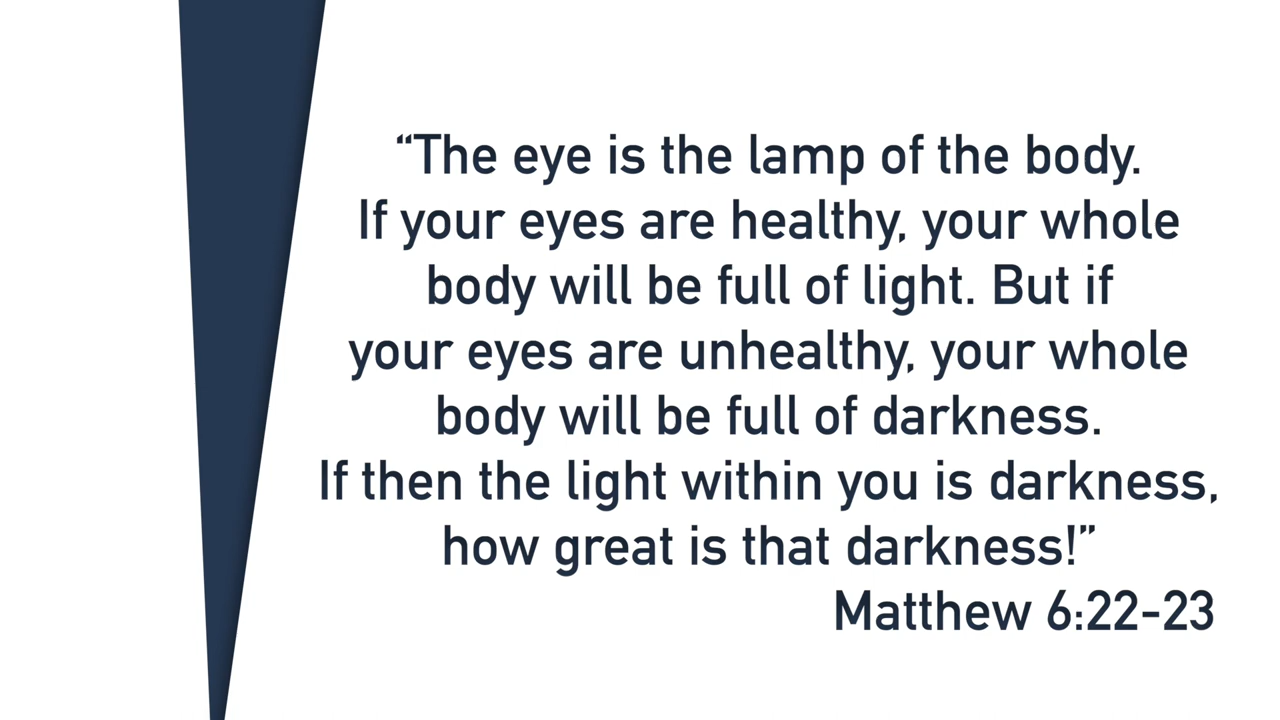 “The eye is the lamp of the body.
If your eyes are healthy, your whole
body will be full of light. But if
your eyes are unhealthy, your whole
body will be full of darkness.
If then the light within you is darkness,
how great is that darkness!”
Matthew 6:22-23